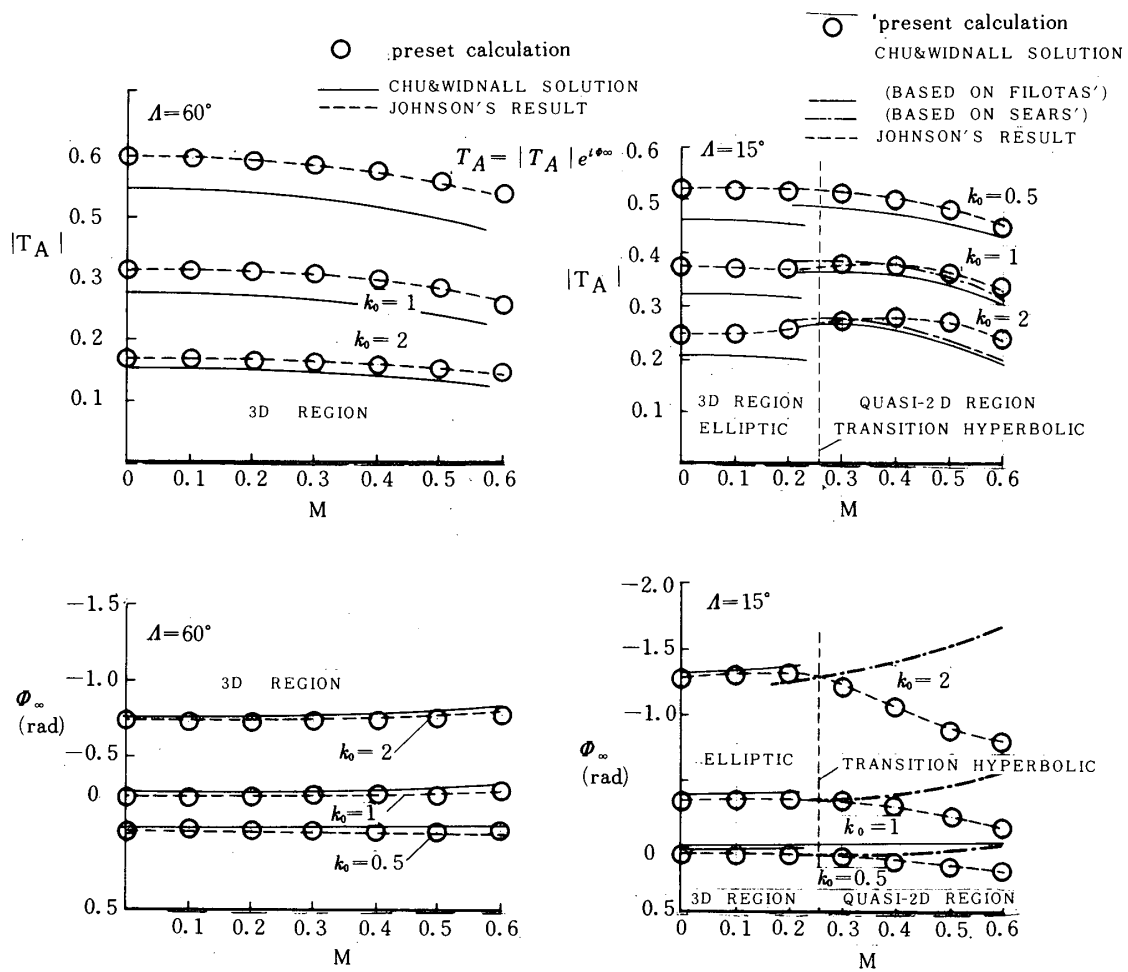 preset calculation
CHU&WIDNALL SOLUTION
JOHNSON'S RESULT
present calculation
CHU&WIDNALL SOLUTION
(BASED ON FILOTAS')
(BASED ON SEARS')
JOHNSON'S RESULT
Λ=60°
0.6
0.5
|T_A|
0.3
0.2
0.1
k₀=1
k₀=2
3D REGION
0 0.1 0.2 0.3 0.4 0.5 0.6
M
T_A=|T_A|e^{iΦ∞}
0.6
Λ=15°
0.5
0.4
|T_A|
0.3
0.2
0.1
k₀=0.5
k₀=1
k₀=2
3D REGION
ELLIPTIC
QUASI-2D REGION
TRANSITION HYPERBOLIC
0 0.1 0.2 0.3 0.4 0.5 0.6
M
−1.5
Λ=60°
−1.0
3D REGION
Φ∞
(rad)
−0.5
k₀=2
0
k₀=1
k₀=0.5
0.5
0 0.1 0.2 0.3 0.4 0.5 0.6
M
−2.0
Λ=15°
−1.5
k₀=2
−1.0
Φ∞
(rad)
ELLIPTIC
TRANSITION HYPERBOLIC
k₀=1
0
k₀=0.5
0.5
3D REGION
QUASI-2D REGION
0 0.1 0.2 0.3 0.4 0.5 0.6
M